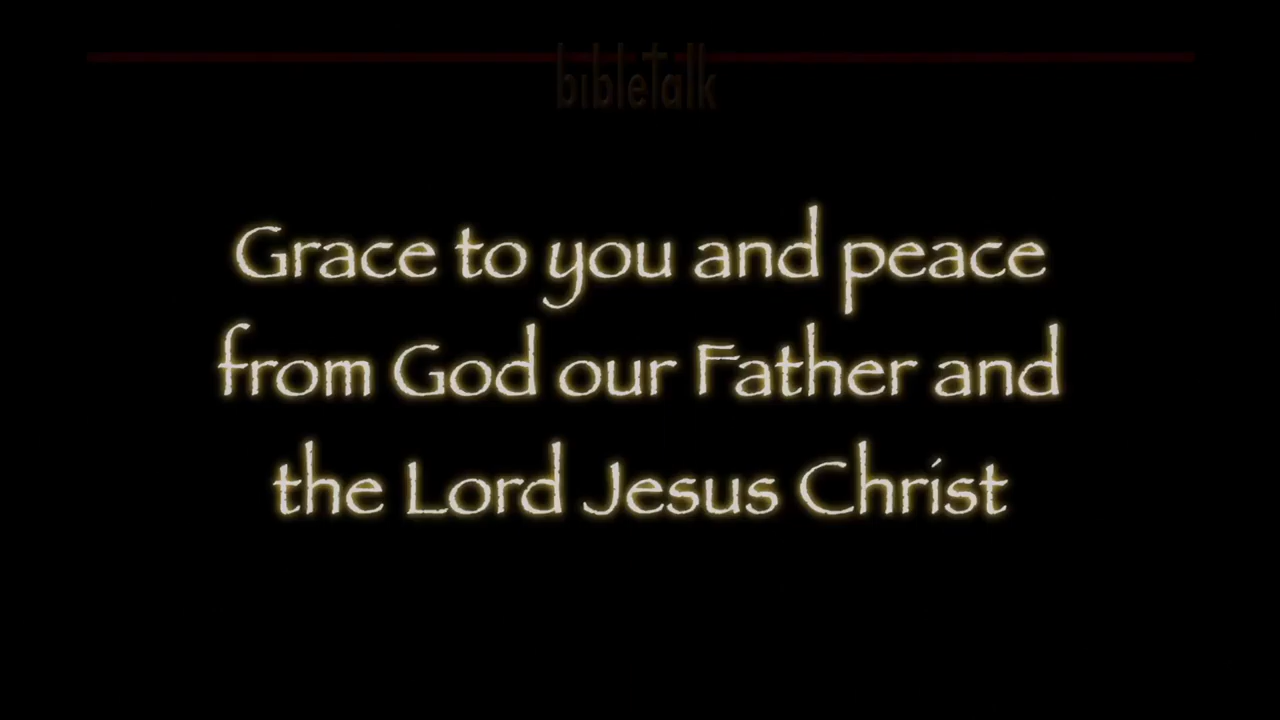 bibleTalk
Grace to you and peace
from God our Father and
the Lord Jesus Christ